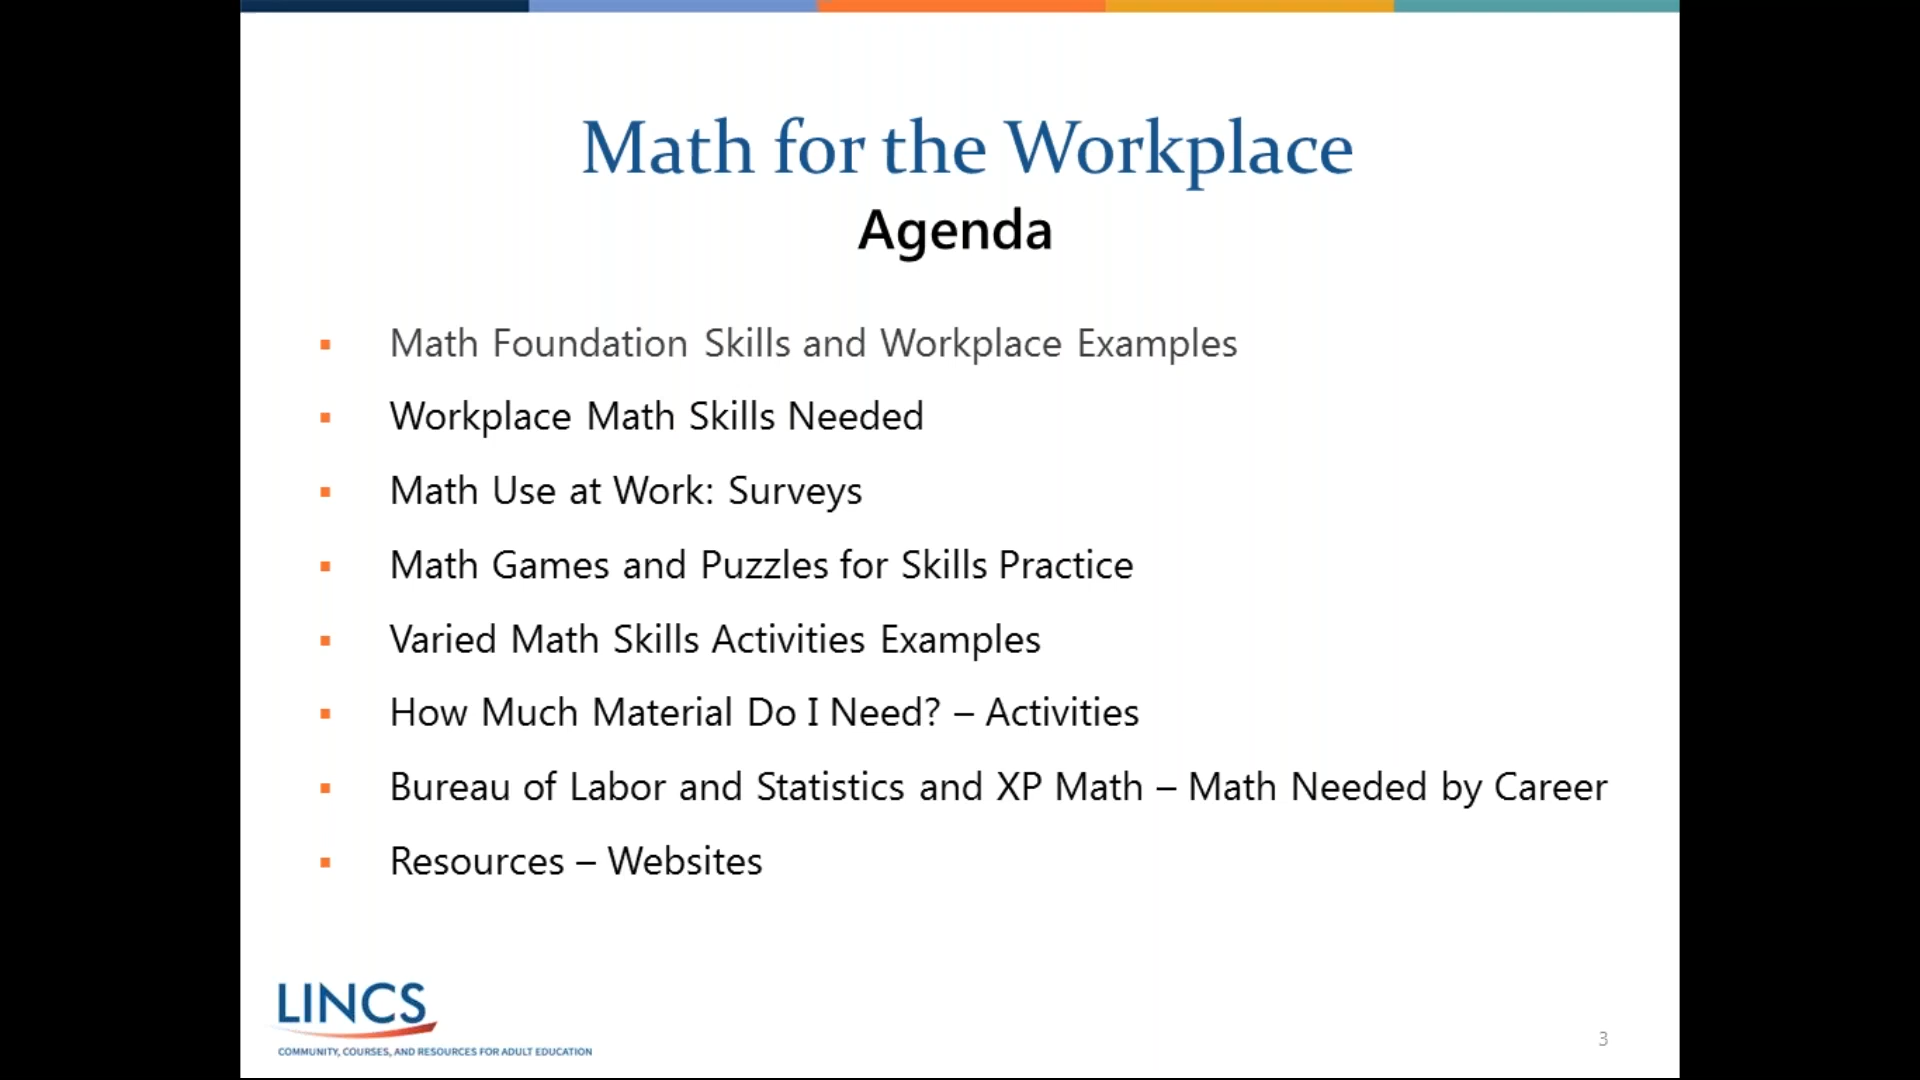 Math for the Workplace
Agenda
▪ Math Foundation Skills and Workplace Examples
▪ Workplace Math Skills Needed
▪ Math Use at Work: Surveys
▪ Math Games and Puzzles for Skills Practice
▪ Varied Math Skills Activities Examples
▪ How Much Material Do I Need? – Activities
▪ Bureau of Labor and Statistics and XP Math – Math Needed by Career
▪ Resources – Websites
LINCS
COMMUNITY, COURSES, AND RESOURCES FOR ADULT EDUCATION
3